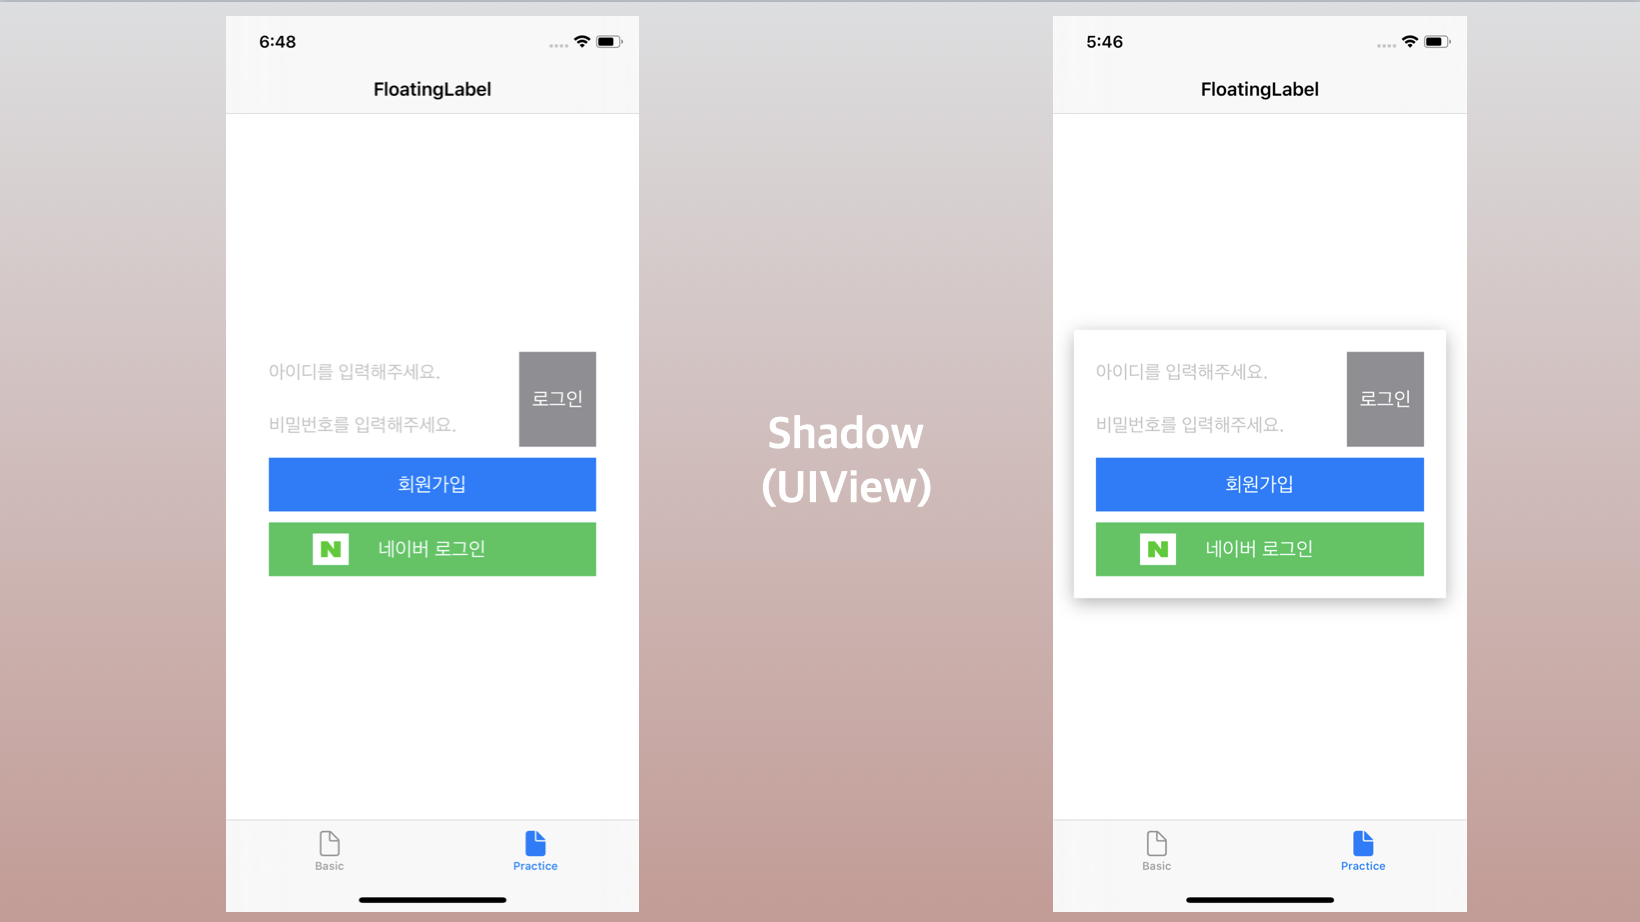 6:48
FloatingLabel
아이디를 입력해주세요.
로그인
비밀번호를 입력해주세요.
회원가입
N 네이버 로그인
Basic
Practice
Shadow
(UIView)
5:46
FloatingLabel
아이디를 입력해주세요.
로그인
비밀번호를 입력해주세요.
회원가입
N 네이버 로그인
Basic
Practice